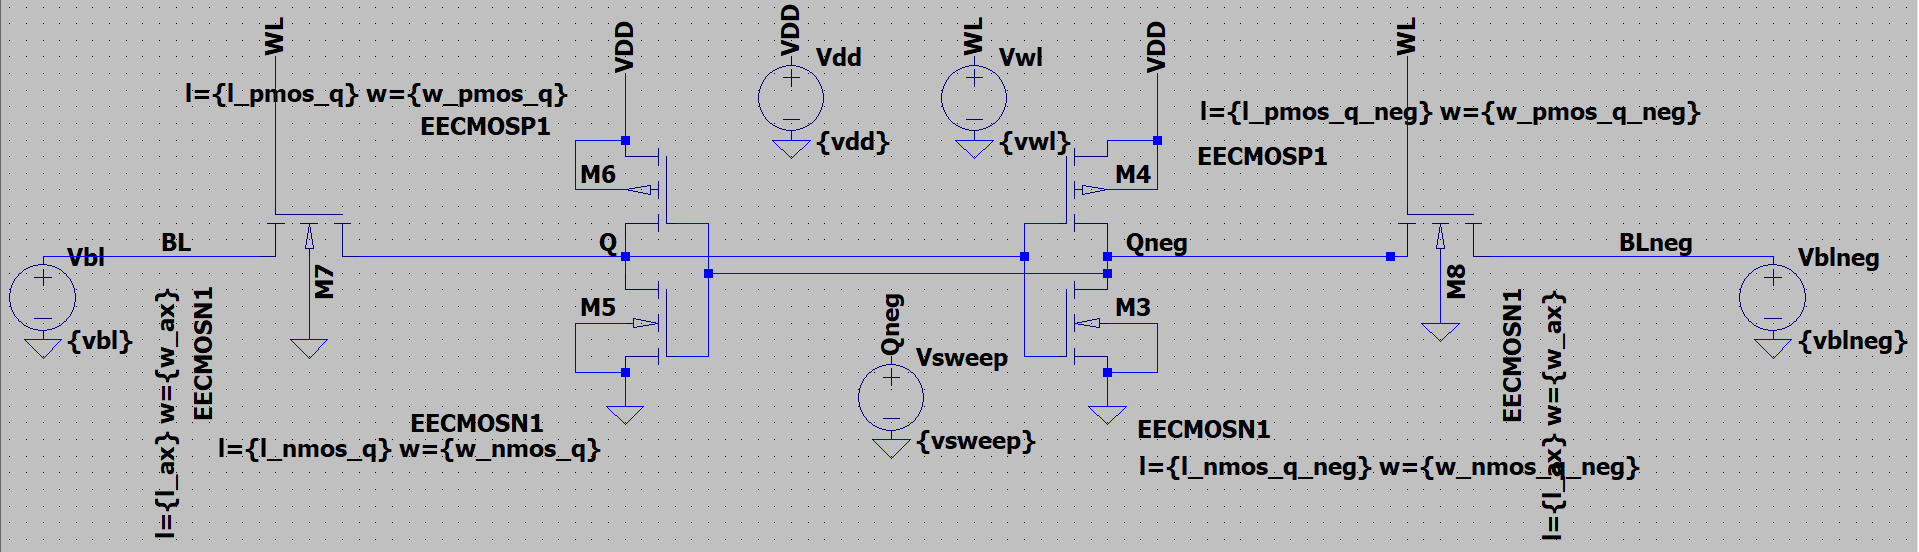 WL
VDD
VDD
WL
VDD
WL
Vdd
Vwl
l={l_pmos_q} w={w_pmos_q}
EECMOSP1
{vdd}
{vwl}
l={l_pmos_q_neg} w={w_pmos_q_neg}
EECMOSP1
M6
M4
Vbl
BL
Q
Qneg
BLneg
Vblneg
M7
M8
{vbl}
l={l_ax} w={w_ax}
EECMOSN1
M5
Qneg
Vsweep
M3
EECMOSN1
l={l_ax} w={w_ax}
{vblneg}
EECMOSN1
l={l_nmos_q} w={w_nmos_q}
{vsweep}
EECMOSN1
l={l_nmos_q_neg} w={w_nmos_q_neg}